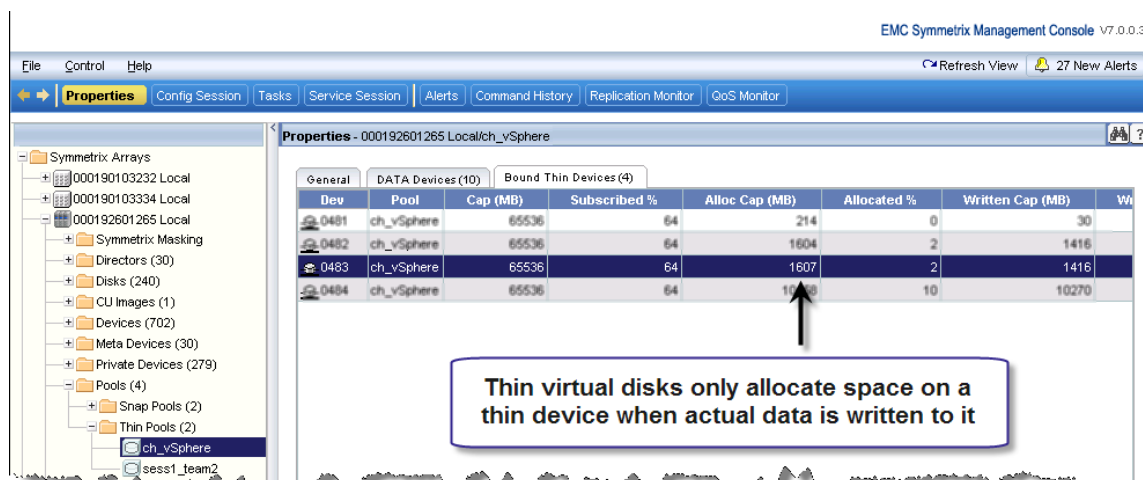 EMC Symmetrix Management Console V7.0.0.3
File Control Help Refresh View 27 New Alerts
Properties Config Session Tasks Service Session Alerts Command History Replication Monitor QoS Monitor
Properties - 000192601265 Local/ch_vSphere ?
Symmetrix Arrays
000190103232 Local
000190103334 Local
000192601265 Local
Symmetrix Masking
Directors (30)
Disks (240)
CU Images (1)
Devices (702)
Meta Devices (30)
Private Devices (279)
Pools (4)
Snap Pools (2)
Thin Pools (2)
ch_vSphere
sess1_team2
General DATA Devices (10) Bound Thin Devices (4)
Dev Pool Cap (MB) Subscribed % Alloc Cap (MB) Allocated % Written Cap (MB)
0481 ch_vSphere 65536 64 214 0 30
0482 ch_vSphere 65536 64 1604 2 1416
0483 ch_vSphere 65536 64 1607 2 1416
0484 ch_vSphere 65536 64 10 10270
Thin virtual disks only allocate space on a
thin device when actual data is written to it